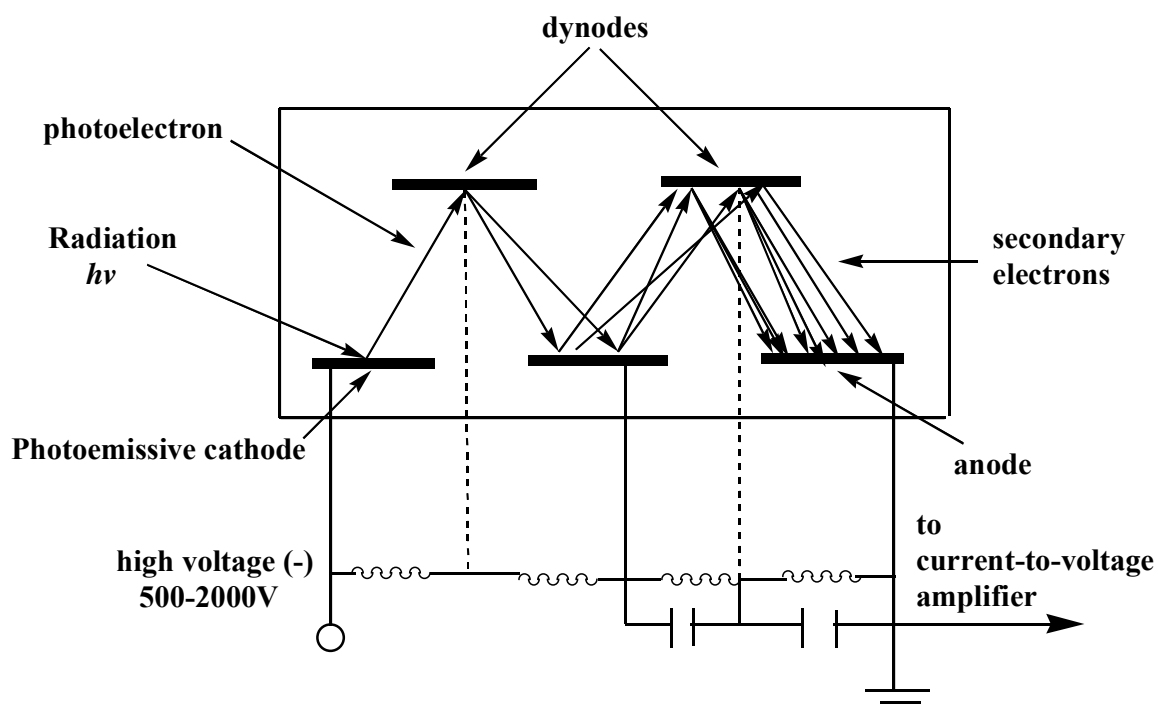 dynodes
photoelectron
Radiation
hν
secondary
electrons
Photoemissive cathode
anode
high voltage (-)
500-2000V
to
current-to-voltage
amplifier